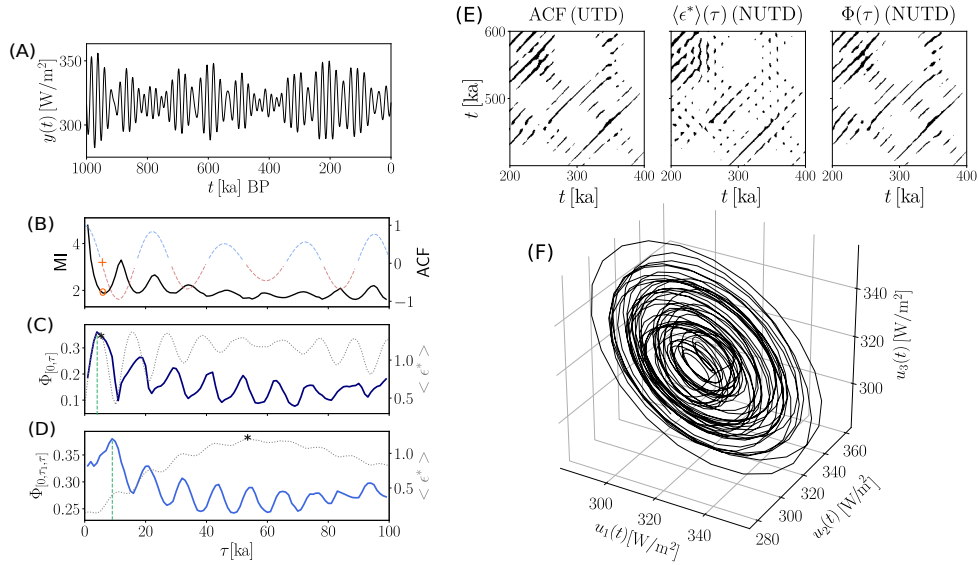 (A)
y(t) [W/m²]
350
300
1000
800
600
400
200
0
t [ka] BP
(B)
MI
4
2
1
0
−1
ACF
(C)
Φ[0,τ]
0.3
0.2
0.1
1.0
0.5
< ϵ* >
(D)
Φ[0,τ₁,τ]
0.35
0.30
0.25
1.0
0.5
< ϵ* >
0
20
40
60
80
100
τ [ka]
(E)
ACF (UTD)
⟨ϵ*⟩(τ) (NUTD)
Φ(τ) (NUTD)
t [ka]
600
500
200
300
400
t [ka]
200
300
400
t [ka]
200
300
400
t [ka]
(F)
340
320
300
u₃(t) [W/m²]
360
340
320
300
280
u₂(t) [W/m²]
300
320
340
u₁(t)[W/m²]